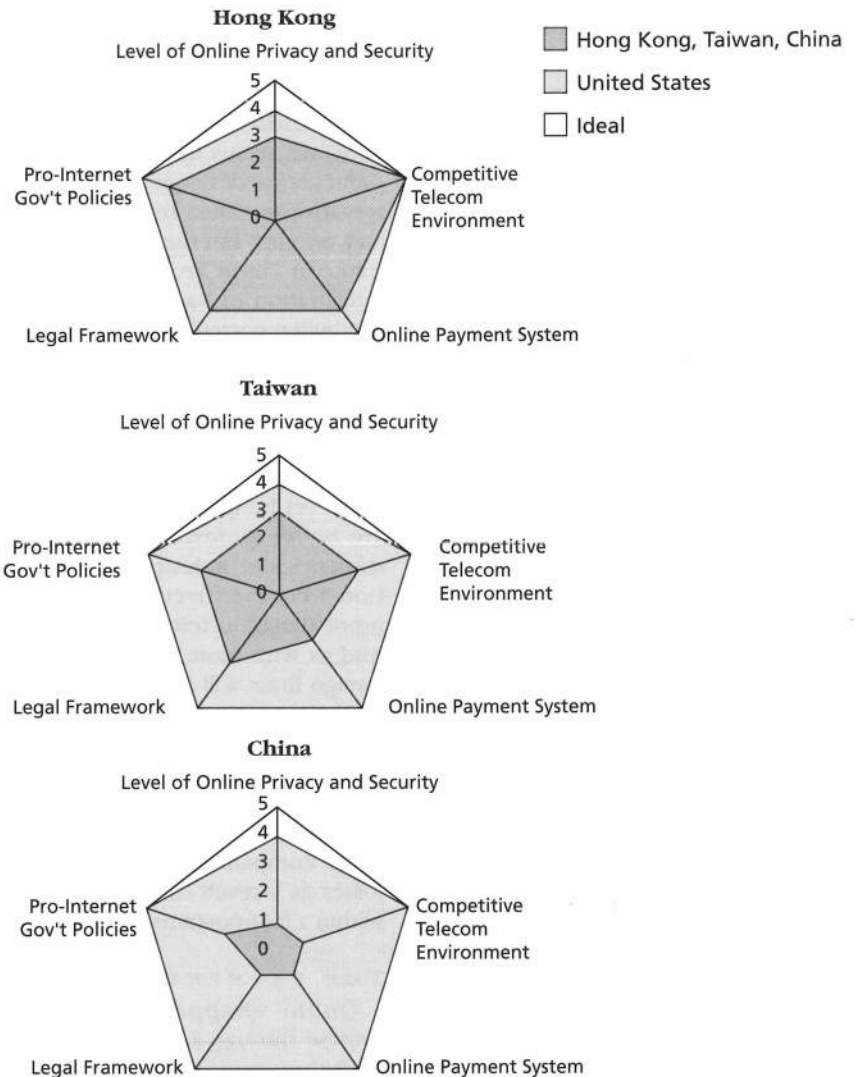 Hong Kong
Level of Online Privacy and Security
Hong Kong, Taiwan, China
United States
Ideal
5
4
3
2
1
0
Pro-Internet
Gov't Policies
Competitive
Telecom
Environment
Legal Framework
Online Payment System
Taiwan
Level of Online Privacy and Security
5
4
3
2
1
0
Pro-Internet
Gov't Policies
Competitive
Telecom
Environment
Legal Framework
Online Payment System
China
Level of Online Privacy and Security
5
4
3
2
0
Pro-Internet
Gov't Policies
Competitive
Telecom
Environment
Legal Framework
Online Payment System